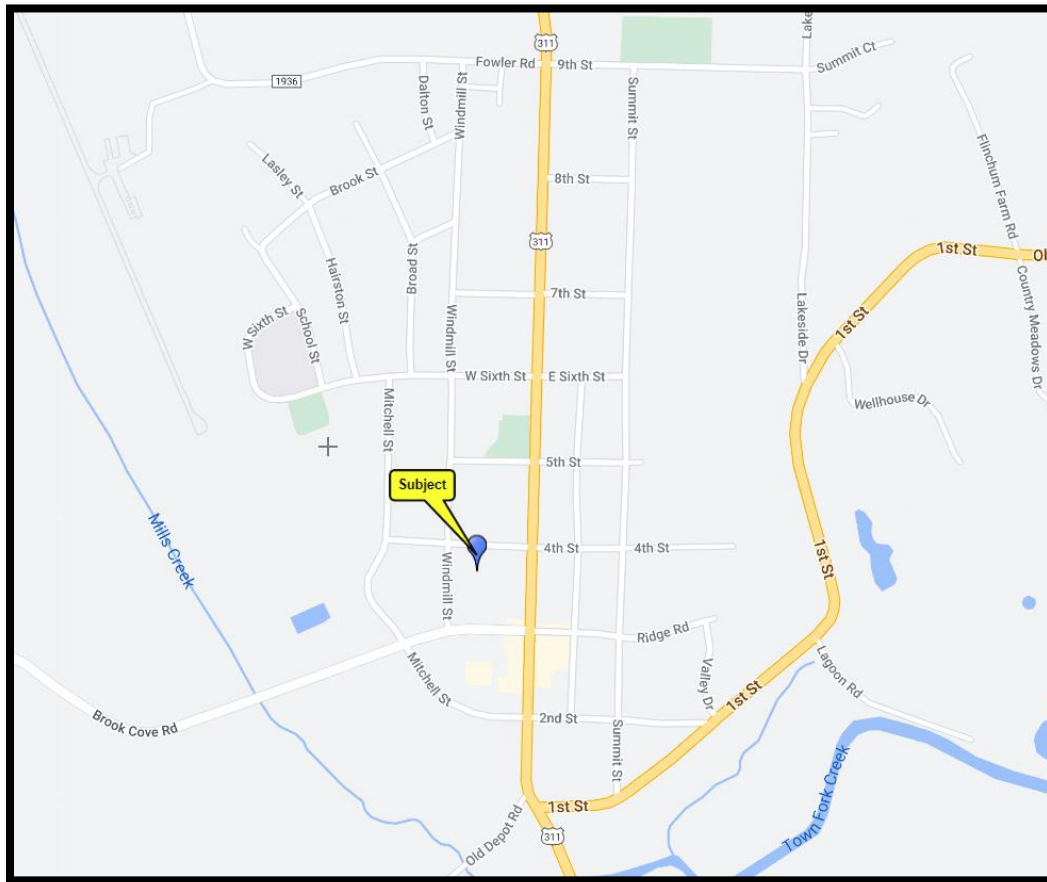 311
Lake
Summit Ct
Fowler Rd
9th St
1936
Dalton St
Windmill St
Summit St
Flinchum Farm Rd
Lasley St
Brook St
8th St
311
1st St
Ol
Broad St
Hairston St
7th St
Country Meadows Dr
W Sixth St
School St
Windmill St
Lakeside Dr
1st St
W Sixth St
E Sixth St
Mitchell St
Wellhouse Dr
5th St
Subject
Mills Creek
4th St
4th St
1st St
Windmill St
Ridge Rd
Mitchell St
Valley Dr
Lagoon Rd
1st St
Brook Cove Rd
2nd St
Summit St
Town Fork Creek
1st St
Old Depot Rd
311